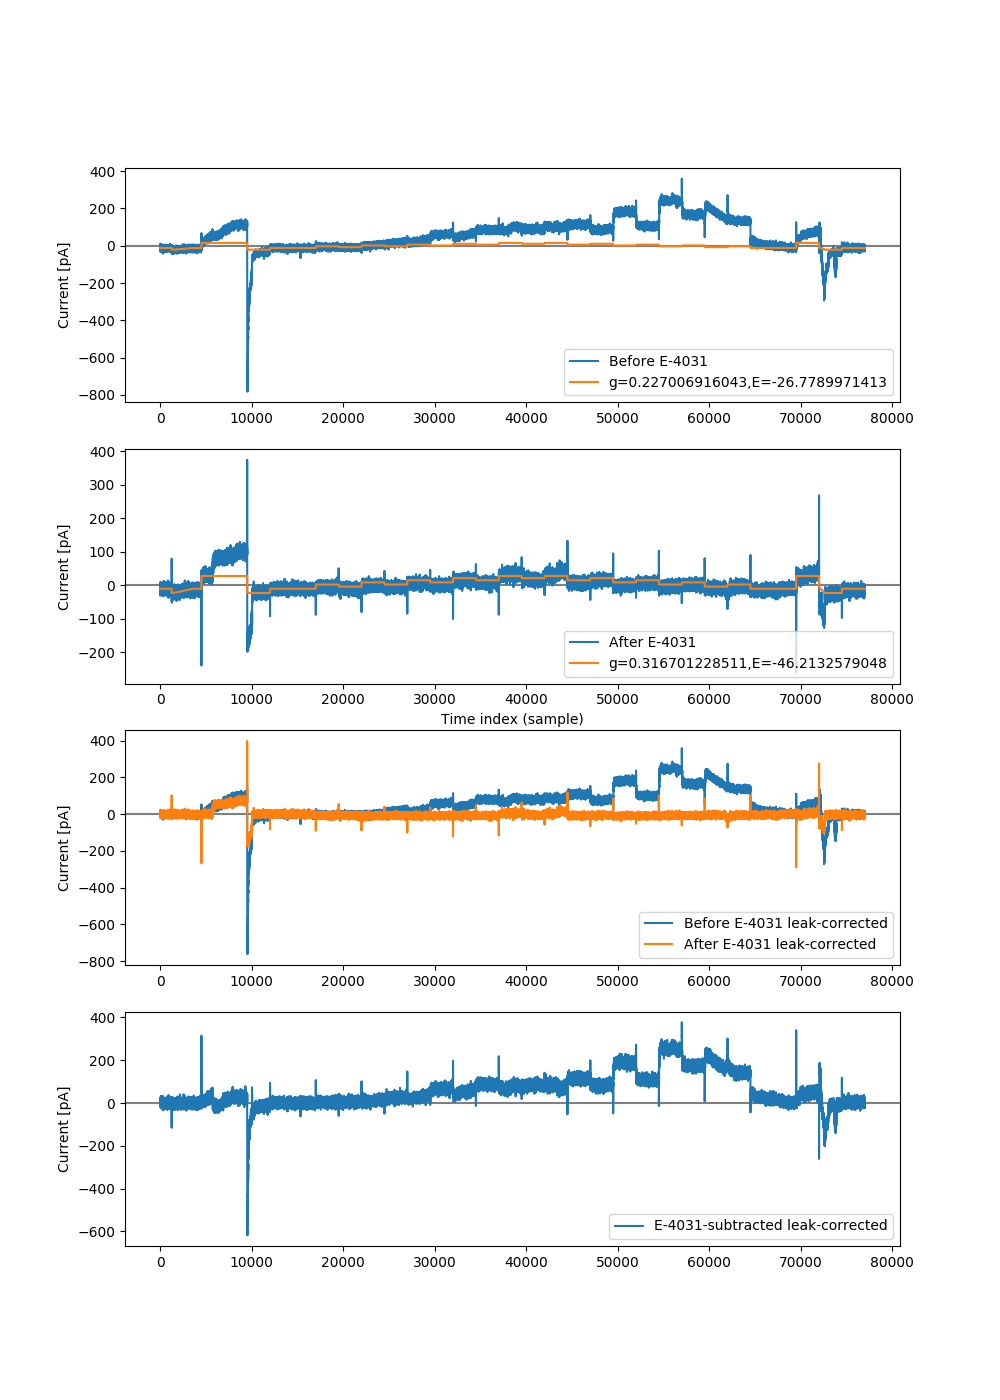 400
200
0
−200
−400
−600
−800
Current [pA]
Before E-4031
g=0.227006916043,E=-26.7789971413
0 10000 20000 30000 40000 50000 60000 70000 80000
400
300
200
100
0
−100
−200
Current [pA]
After E-4031
g=0.316701228511,E=-46.2132579048
0 10000 20000 30000 40000 50000 60000 70000 80000
Time index (sample)
400
200
0
−200
−400
−600
−800
Current [pA]
Before E-4031 leak-corrected
After E-4031 leak-corrected
0 10000 20000 30000 40000 50000 60000 70000 80000
400
200
0
−200
−400
−600
Current [pA]
E-4031-subtracted leak-corrected
0 10000 20000 30000 40000 50000 60000 70000 80000